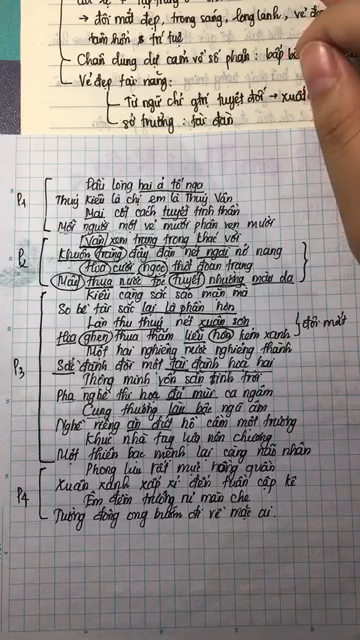 → đôi mắt đẹp, trong sáng, long lanh, vẻ đẹp
tâm hồn & trí tuệ
Chân dung dự cảm về số phận: bấp bê
Vẻ đẹp tài năng:
Từ ngữ chỉ gtrị tuyệt đối → xuất
sở trường: tài đàn
P1
Đầu lòng hai ả tố nga
Thuý Kiều là chị em là Thuý Vân
Mai cốt cách tuyết tinh thần
Mỗi người một vẻ mười phân vẹn mười
P2
Vân xem trang trọng khác vời
Khuôn trăng đầy đặn nét ngài nở nang
Hoa cười ngọc thốt đoan trang
Mây thua nước tóc tuyết nhường màu da
P3
Kiều càng sắc sảo mặn mà
So bề tài sắc lại là phần hơn
Làn thu thuỷ nét xuân sơn
Hoa ghen thua thắm liễu hờn kém xanh
đôi mắt
Một hai nghiêng nước nghiêng thành
Sắc đành đòi một tài đành hoạ hai
Thông minh vốn sẵn tính trời
Pha nghề thi hoạ đủ mùi ca ngâm
Cung thương làu bậc ngũ âm
Nghề riêng ăn đứt hồ cầm một trương
Khúc nhà tay lựa nên chương
Một thiên bạc mệnh lại càng não nhân
P4
Phong lưu rất mực hồng quần
Xuân xanh xấp xỉ đến tuần cập kê
Êm đềm trướng rủ màn che
Tường đông ong bướm đi về mặc ai.